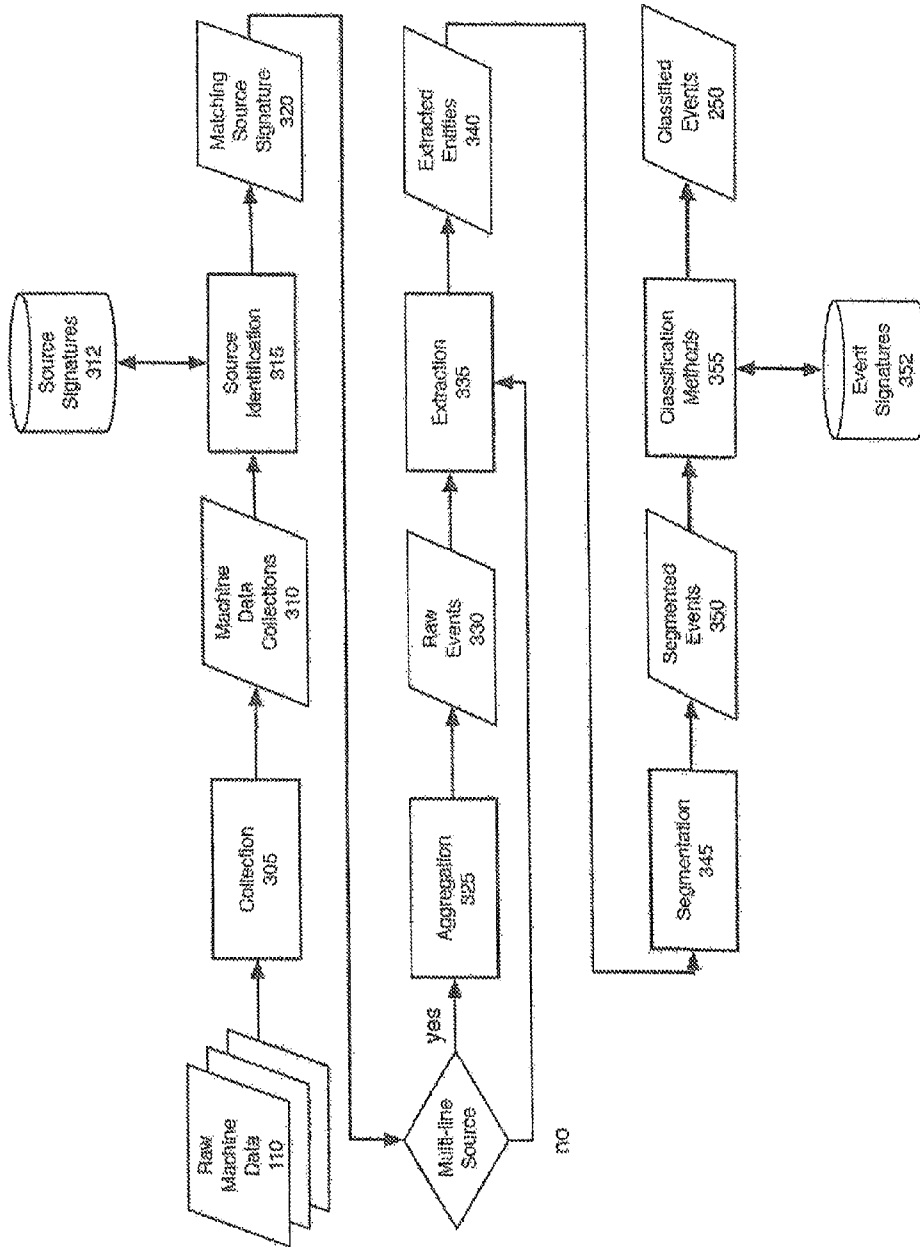 Source
Signatures
312
Raw
Machine
Data
110
Collection
305
Machine
Data
Collections
310
Source
Identification
315
Matching
Source
Signature
320
Multi-line
Source
yes
no
Aggregation
325
Raw
Events
330
Extraction
335
Extracted
Entities
340
Segmentation
345
Segmented
Events
350
Classification
Methods
355
Classified
Events
250
Event
Signatures
352